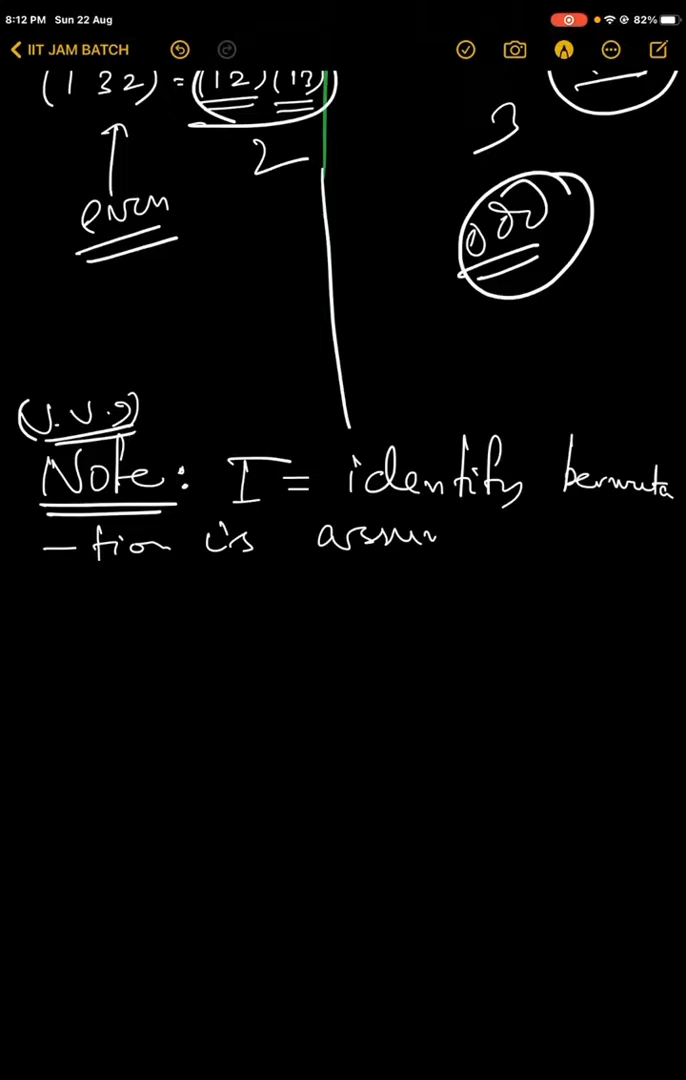 8:12 PM Sun 22 Aug
82%
IIT JAM BATCH
(1 3 2) = (1 2) (1 3)
2
3
even
odd
(V.V.I)
Note: I = identity permuta
-tion is assum